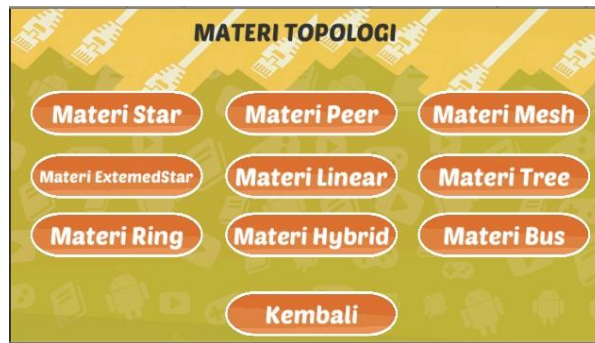 MATERI TOPOLOGI
Materi Star
Materi Peer
Materi Mesh
Materi ExtemedStar
Materi Linear
Materi Tree
Materi Ring
Materi Hybrid
Materi Bus
Kembali